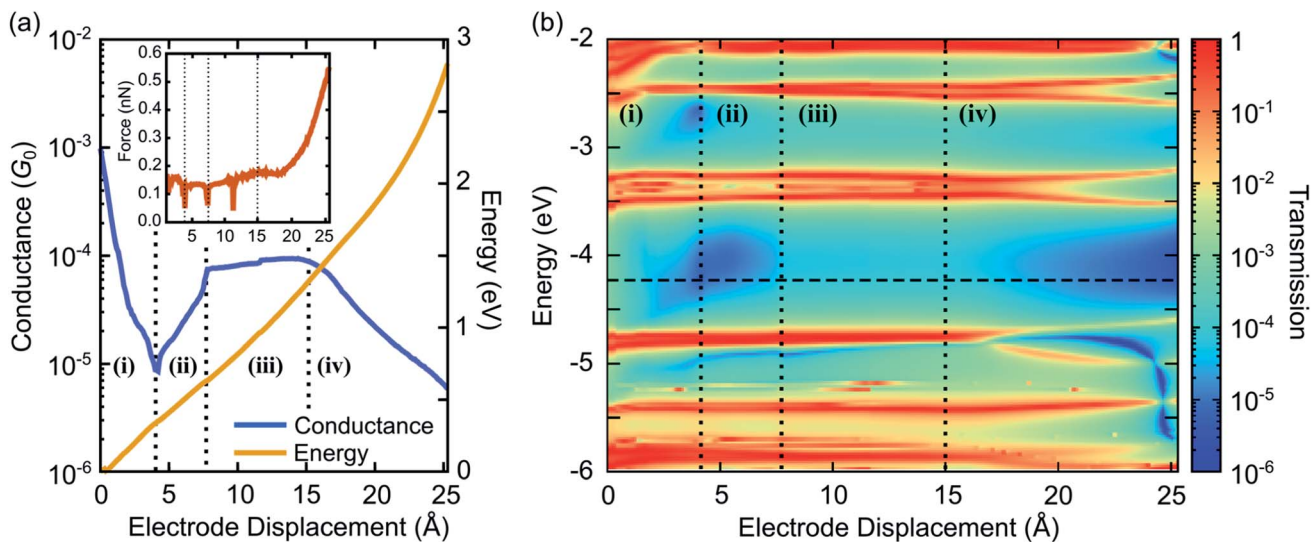 (a)
10^-2
10^-3
10^-4
10^-5
10^-6
Conductance (G_0)
0.6
0.5
0.4
0.3
0.2
0.1
0.0
Force (nN)
5 10 15 20 25
(i) (ii) (iii) (iv)
Conductance
Energy
3
2
1
0
Energy (eV)
0 5 10 15 20 25
Electrode Displacement (Å)
(b)
-2
-3
-4
-5
-6
Energy (eV)
(i) (ii) (iii) (iv)
0 5 10 15 20 25
Electrode Displacement (Å)
1
10^-1
10^-2
10^-3
10^-4
10^-5
10^-6
Transmission